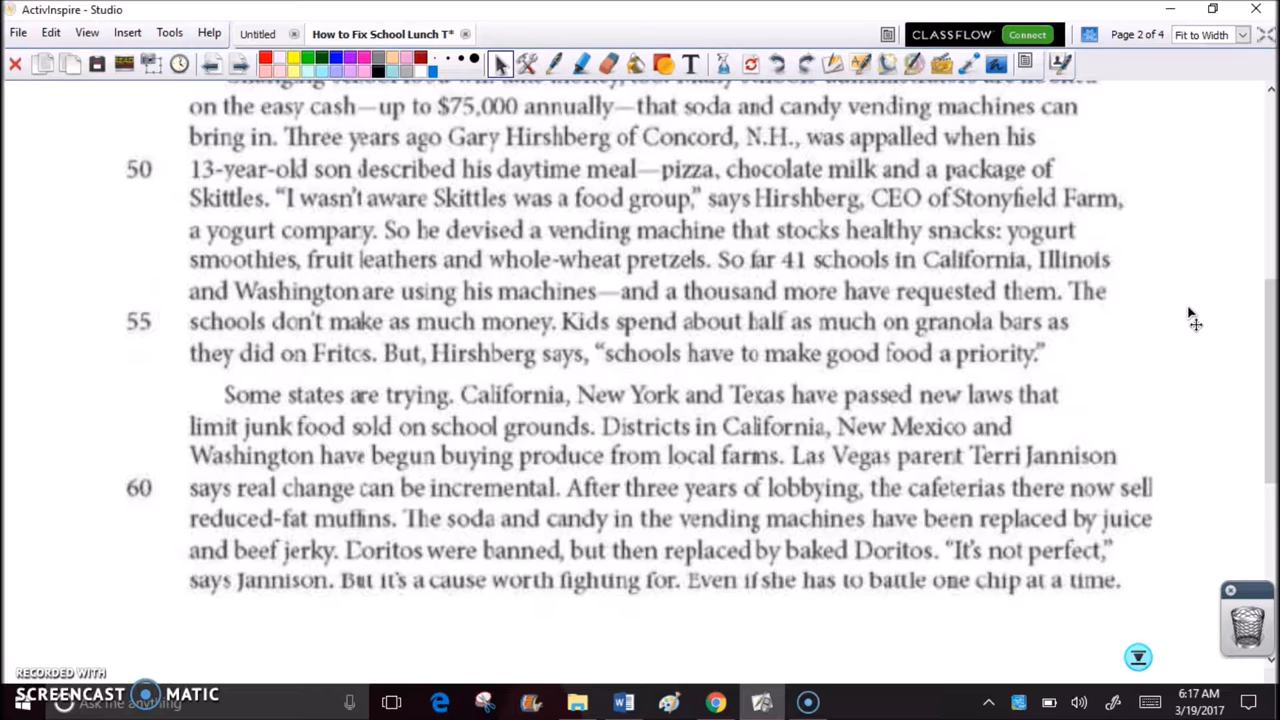 ActivInspire - Studio
File Edit View Insert Tools Help Untitled How to Fix School Lunch T* CLASSFLOW Connect Page 2 of 4 Fit to Width
on the easy cash—up to $75,000 annually—that soda and candy vending machines can
bring in. Three years ago Gary Hirshberg of Concord, N.H., was appalled when his
50 13-year-old son described his daytime meal—pizza, chocolate milk and a package of
Skittles. “I wasn’t aware Skittles was a food group,” says Hirshberg, CEO of Stonyfield Farm,
a yogurt company. So he devised a vending machine that stocks healthy snacks: yogurt
smoothies, fruit leathers and whole-wheat pretzels. So far 41 schools in California, Illinois
and Washington are using his machines—and a thousand more have requested them. The
55 schools don’t make as much money. Kids spend about half as much on granola bars as
they did on Fritos. But, Hirshberg says, “schools have to make good food a priority.”
Some states are trying. California, New York and Texas have passed new laws that
limit junk food sold on school grounds. Districts in California, New Mexico and
Washington have begun buying produce from local farms. Las Vegas parent Terri Jannison
60 says real change can be incremental. After three years of lobbying, the cafeterias there now sell
reduced-fat muffins. The soda and candy in the vending machines have been replaced by juice
and beef jerky. Doritos were banned, but then replaced by baked Doritos. “It’s not perfect,”
says Jannison. But it’s a cause worth fighting for. Even if she has to battle one chip at a time.
RECORDED WITH
SCREENCAST MATIC
Ask me anything
6:17 AM
3/19/2017